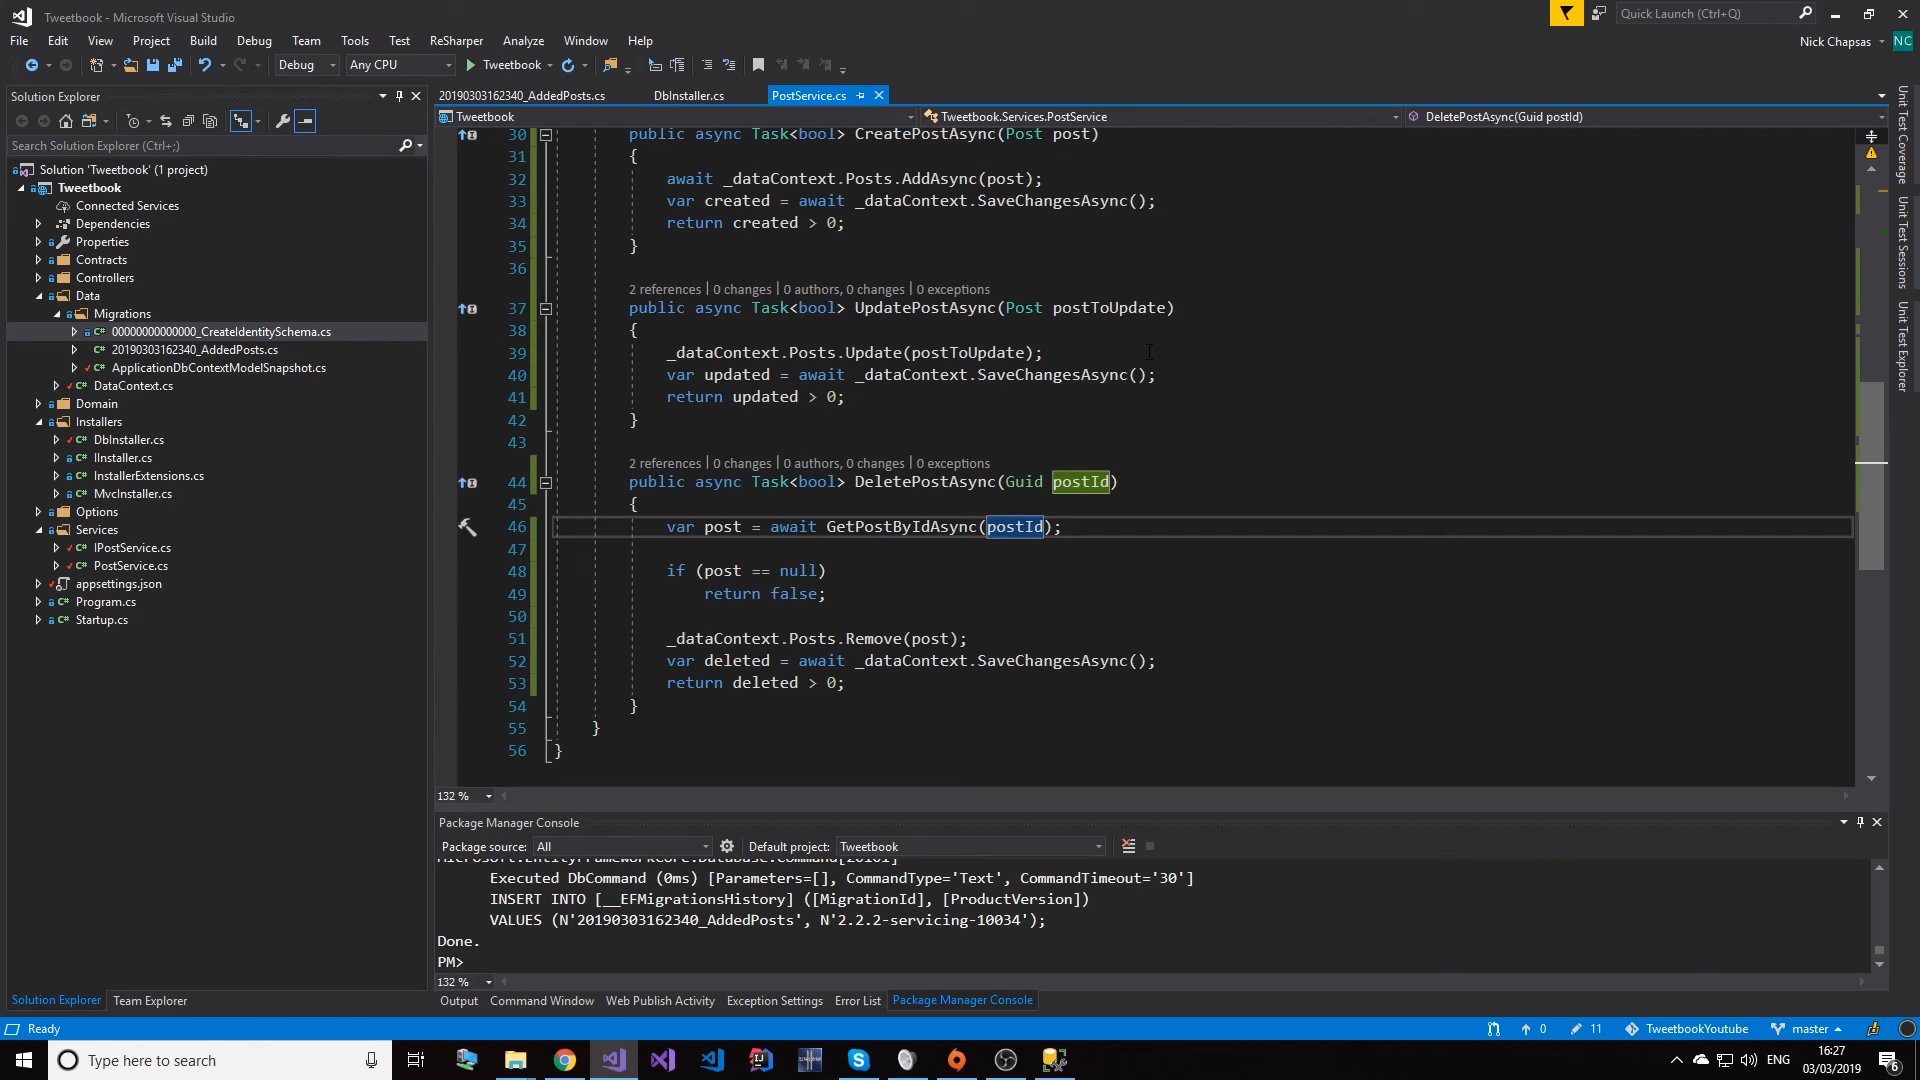 Tweetbook - Microsoft Visual Studio
Quick Launch (Ctrl+Q)
File Edit View Project Build Debug Team Tools Test ReSharper Analyze Window Help
Nick Chapsas NC
Debug Any CPU Tweetbook
Solution Explorer
20190303162340_AddedPosts.cs DbInstaller.cs PostService.cs
Tweetbook Tweetbook.Services.PostService DeletePostAsync(Guid postId)
Search Solution Explorer (Ctrl+;)
Solution 'Tweetbook' (1 project)
Tweetbook
Connected Services
Dependencies
Properties
Contracts
Controllers
Data
Migrations
00000000000000_CreateIdentitySchema.cs
20190303162340_AddedPosts.cs
ApplicationDbContextModelSnapshot.cs
DataContext.cs
Domain
Installers
DbInstaller.cs
IInstaller.cs
InstallerExtensions.cs
MvcInstaller.cs
Options
Services
IPostService.cs
PostService.cs
appsettings.json
Program.cs
Startup.cs
30 public async Task<bool> CreatePostAsync(Post post)
31 {
32 await _dataContext.Posts.AddAsync(post);
33 var created = await _dataContext.SaveChangesAsync();
34 return created > 0;
35 }
36
2 references | 0 changes | 0 authors, 0 changes | 0 exceptions
37 public async Task<bool> UpdatePostAsync(Post postToUpdate)
38 {
39 _dataContext.Posts.Update(postToUpdate);
40 var updated = await _dataContext.SaveChangesAsync();
41 return updated > 0;
42 }
43
2 references | 0 changes | 0 authors, 0 changes | 0 exceptions
44 public async Task<bool> DeletePostAsync(Guid postId)
45 {
46 var post = await GetPostByIdAsync(postId);
47
48 if (post == null)
49 return false;
50
51 _dataContext.Posts.Remove(post);
52 var deleted = await _dataContext.SaveChangesAsync();
53 return deleted > 0;
54 }
55 }
56 }
132 %
Unit Test Coverage
Unit Test Sessions
Unit Test Explorer
Package Manager Console
Package source: All Default project: Tweetbook
Microsoft.EntityFrameworkCore.Database.Command[20101]
Executed DbCommand (0ms) [Parameters=[], CommandType='Text', CommandTimeout='30']
INSERT INTO [__EFMigrationsHistory] ([MigrationId], [ProductVersion])
VALUES (N'20190303162340_AddedPosts', N'2.2.2-servicing-10034');
Done.
PM>
132 %
Solution Explorer Team Explorer
Output Command Window Web Publish Activity Exception Settings Error List Package Manager Console
Ready 0 11 TweetbookYoutube master
Type here to search
ENG
16:27
03/03/2019
6